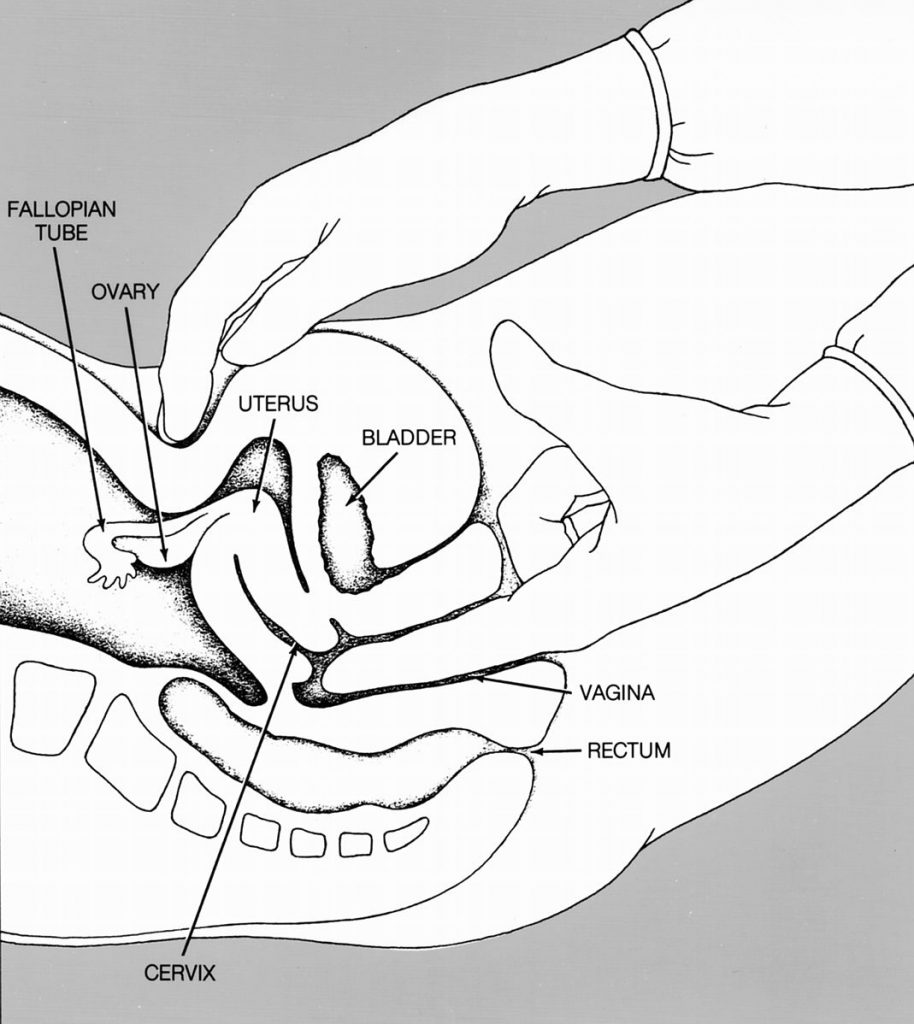 FALLOPIAN
TUBE
OVARY
UTERUS
BLADDER
VAGINA
RECTUM
CERVIX